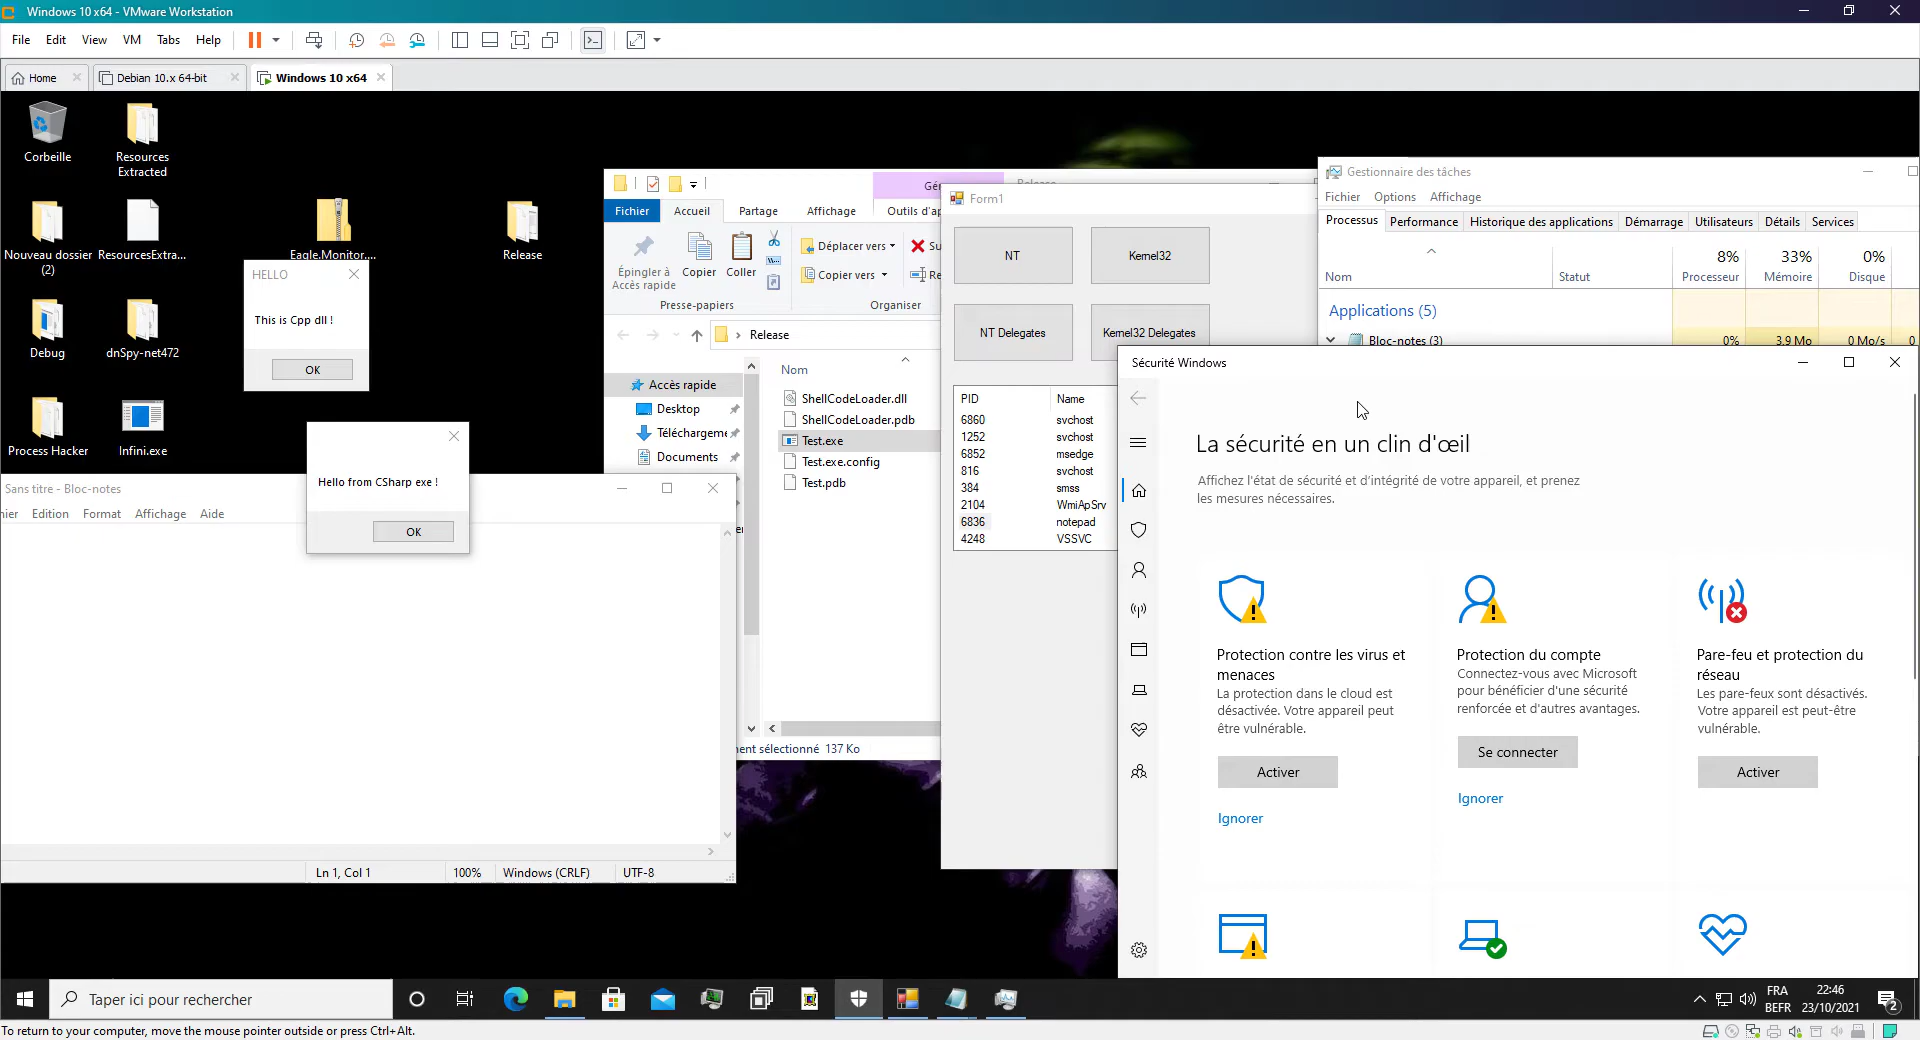 Windows 10 x64 - VMware Workstation
File Edit View VM Tabs Help
Home
Debian 10.x 64-bit
Windows 10 x64
Corbeille
Resources
Extracted
Nouveau dossier
(2)
ResourcesExtra...
Eagle.Monitor....
Release
Debug
dnSpy-net472
Process Hacker
Infini.exe
HELLO
This is Cpp dll !
OK
Hello from CSharp exe !
OK
Sans titre - Bloc-notes
Edition Format Affichage Aide
Ln 1, Col 1
100%
Windows (CRLF)
UTF-8
Fichier
Accueil
Partage
Affichage
Épingler à
Accès rapide
Copier
Coller
Presse-papiers
Déplacer vers
Copier vers
Organiser
Release
Accès rapide
Desktop
Documents
Nom
ShellCodeLoader.dll
ShellCodeLoader.pdb
Test.exe
Test.exe.config
Test.pdb
137 Ko
Form1
NT
Kernel32
NT Delegates
Kernel32 Delegates
PID Name
6860 svchost
1252 svchost
6852 msedge
816 svchost
384 smss
2104 WmiApSrv
6836 notepad
4248 VSSVC
Gestionnaire des tâches
Fichier Options Affichage
Processus Performance Historique des applications Démarrage Utilisateurs Détails Services
8% 33% 0%
Nom Statut Processeur Mémoire Disque
Applications (5)
Bloc-notes (3) 0% 3,9 Mo 0 Mo/s 0
Sécurité Windows
La sécurité en un clin d'œil
Affichez l'état de sécurité et d'intégrité de votre appareil, et prenez
les mesures nécessaires.
Protection contre les virus et
menaces
La protection dans le cloud est
désactivée. Votre appareil peut
être vulnérable.
Activer
Ignorer
Protection du compte
Connectez-vous avec Microsoft
pour bénéficier d'une sécurité
renforcée et d'autres avantages.
Se connecter
Ignorer
Pare-feu et protection du
réseau
Les pare-feux sont désactivés.
Votre appareil est peut-être
vulnérable.
Activer
Taper ici pour rechercher
FRA
BEFR
22:46
23/10/2021
2
To return to your computer, move the mouse pointer outside or press Ctrl+Alt.